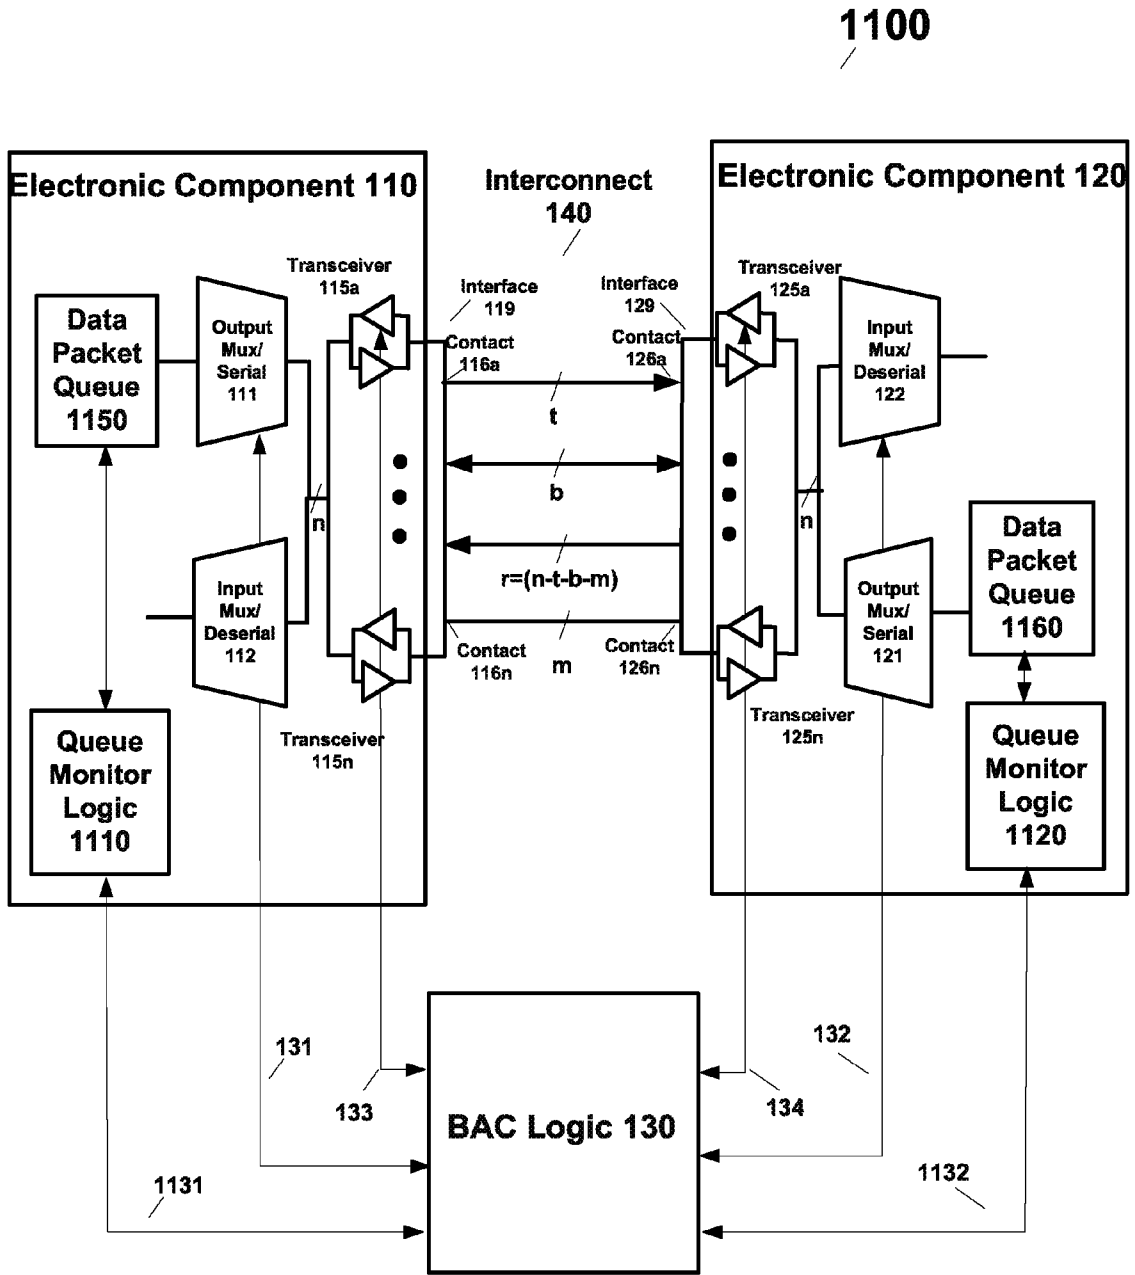 1100
Electronic Component 110
Interconnect
140
Electronic Component 120
Transceiver
115a
Interface
119
Interface
129
Transceiver
125a
Data
Packet
Queue
1150
Output
Mux/
Serial
111
Contact
116a
Contact
126a
Input
Mux/
Deserial
122
t
b
n
n
r=(n-t-b-m)
m
Input
Mux/
Deserial
112
Contact
116n
Contact
126n
Output
Mux/
Serial
121
Data
Packet
Queue
1160
Transceiver
115n
Transceiver
125n
Queue
Monitor
Logic
1110
Queue
Monitor
Logic
1120
131
133
132
134
BAC Logic 130
1131
1132